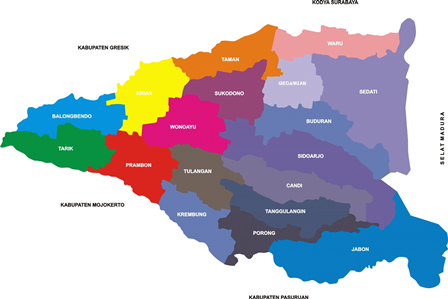 KODYA SURABAYA
KABUPATEN GRESIK
WARU
TAMAN
GEDANGAN
SEDATI
KRIAN
SUKODONO
BALONGBENDO
BUDURAN
WONOAYU
SELAT MADURA
TARIK
SIDOARJO
PRAMBON
TULANGAN
CANDI
KABUPATEN MOJOKERTO
KREMBUNG
TANGGULANGIN
PORONG
JABON
KABUPATEN PASURUAN